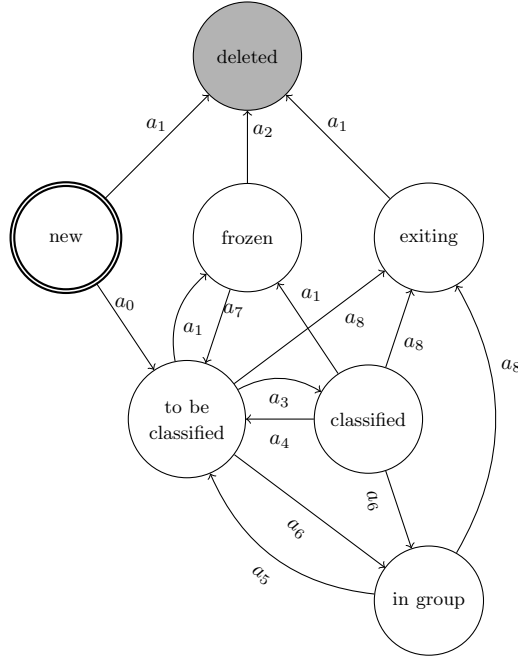 deleted
a₁
a₂
a₁
new
frozen
exiting
a₀
a₁
a₇
a₁
a₈
a₈
a₈
to be
classified
a₃
a₄
classified
a₆
a₆
a₅
in group